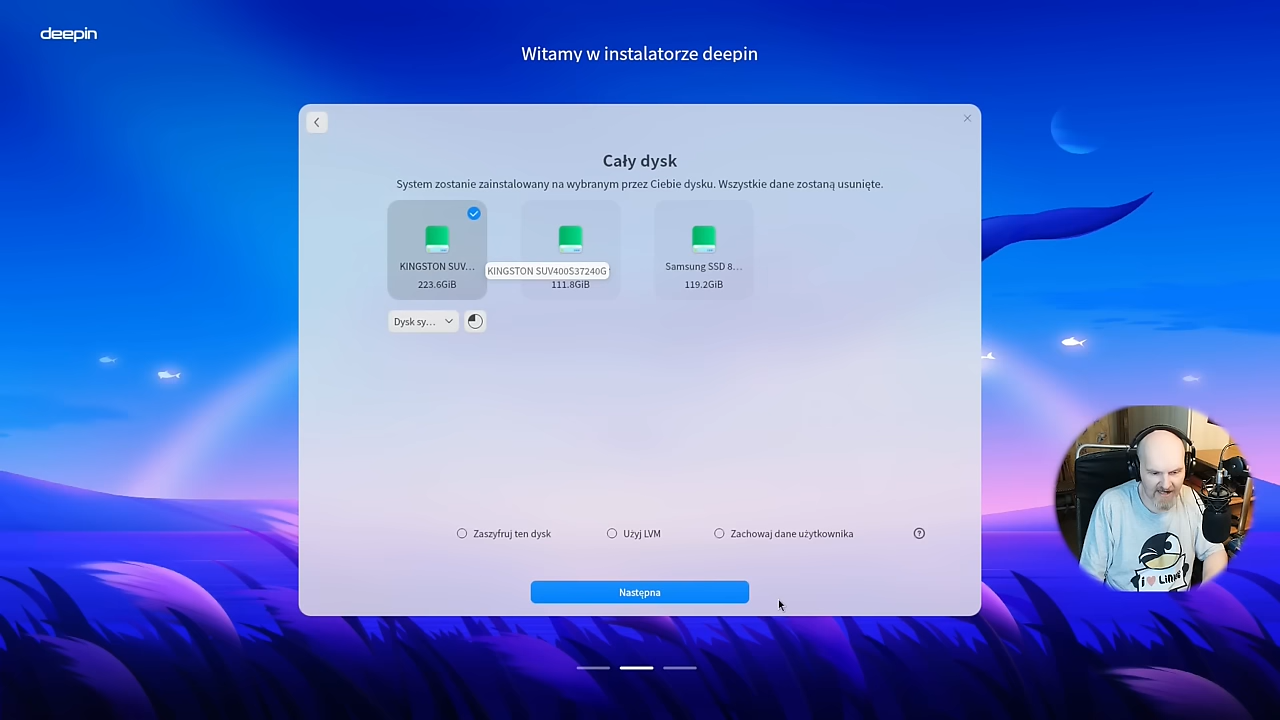 deepin
Witamy w instalatorze deepin
Cały dysk
System zostanie zainstalowany na wybranym przez Ciebie dysku. Wszystkie dane zostaną usunięte.
KINGSTON SUV...
KINGSTON SUV400S37240G
Samsung SSD 8...
223.6GiB
111.8GiB
119.2GiB
Dysk sy...
Zaszyfruj ten dysk
Użyj LVM
Zachowaj dane użytkownika
Następna
i ❤ Linux